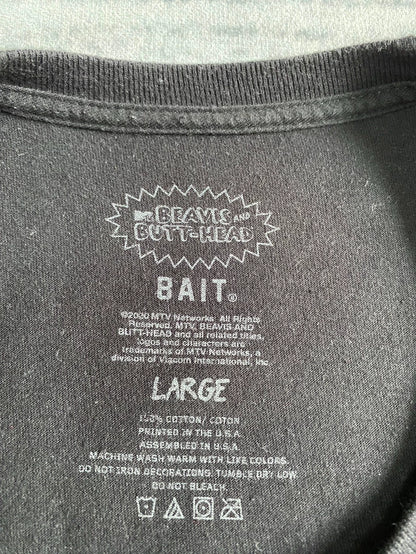 MTV BEAVIS AND
BUTT-HEAD
BAIT®
©2020 MTV Networks. All Rights
Reserved. MTV, BEAVIS AND
BUTT-HEAD and all related titles,
logos and characters are
trademarks of MTV Networks, a
division of Viacom International, Inc.
LARGE
100% COTTON/ COTON
PRINTED IN THE U.S.A.
ASSEMBLED IN U.S.A.
MACHINE WASH WARM WITH LIKE COLORS.
DO NOT IRON DECORATIONS. TUMBLE DRY LOW.
DO NOT BLEACH.